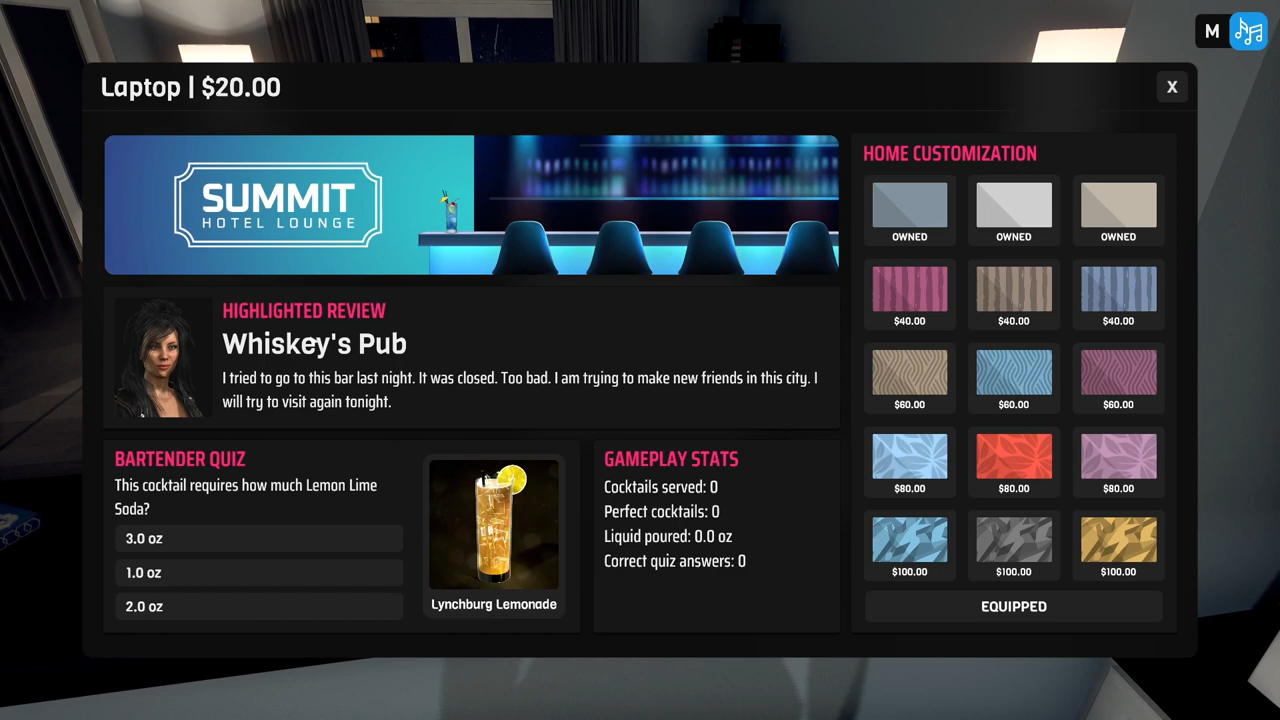 M
Laptop | $20.00
X
SUMMIT
HOTEL LOUNGE
HIGHLIGHTED REVIEW
Whiskey's Pub
I tried to go to this bar last night. It was closed. Too bad. I am trying to make new friends in this city. I
will try to visit again tonight.
BARTENDER QUIZ
This cocktail requires how much Lemon Lime
Soda?
3.0 oz
1.0 oz
2.0 oz
Lynchburg Lemonade
GAMEPLAY STATS
Cocktails served: 0
Perfect cocktails: 0
Liquid poured: 0.0 oz
Correct quiz answers: 0
HOME CUSTOMIZATION
OWNED OWNED OWNED
$40.00 $40.00 $40.00
$60.00 $60.00 $60.00
$80.00 $80.00 $80.00
$100.00 $100.00 $100.00
EQUIPPED